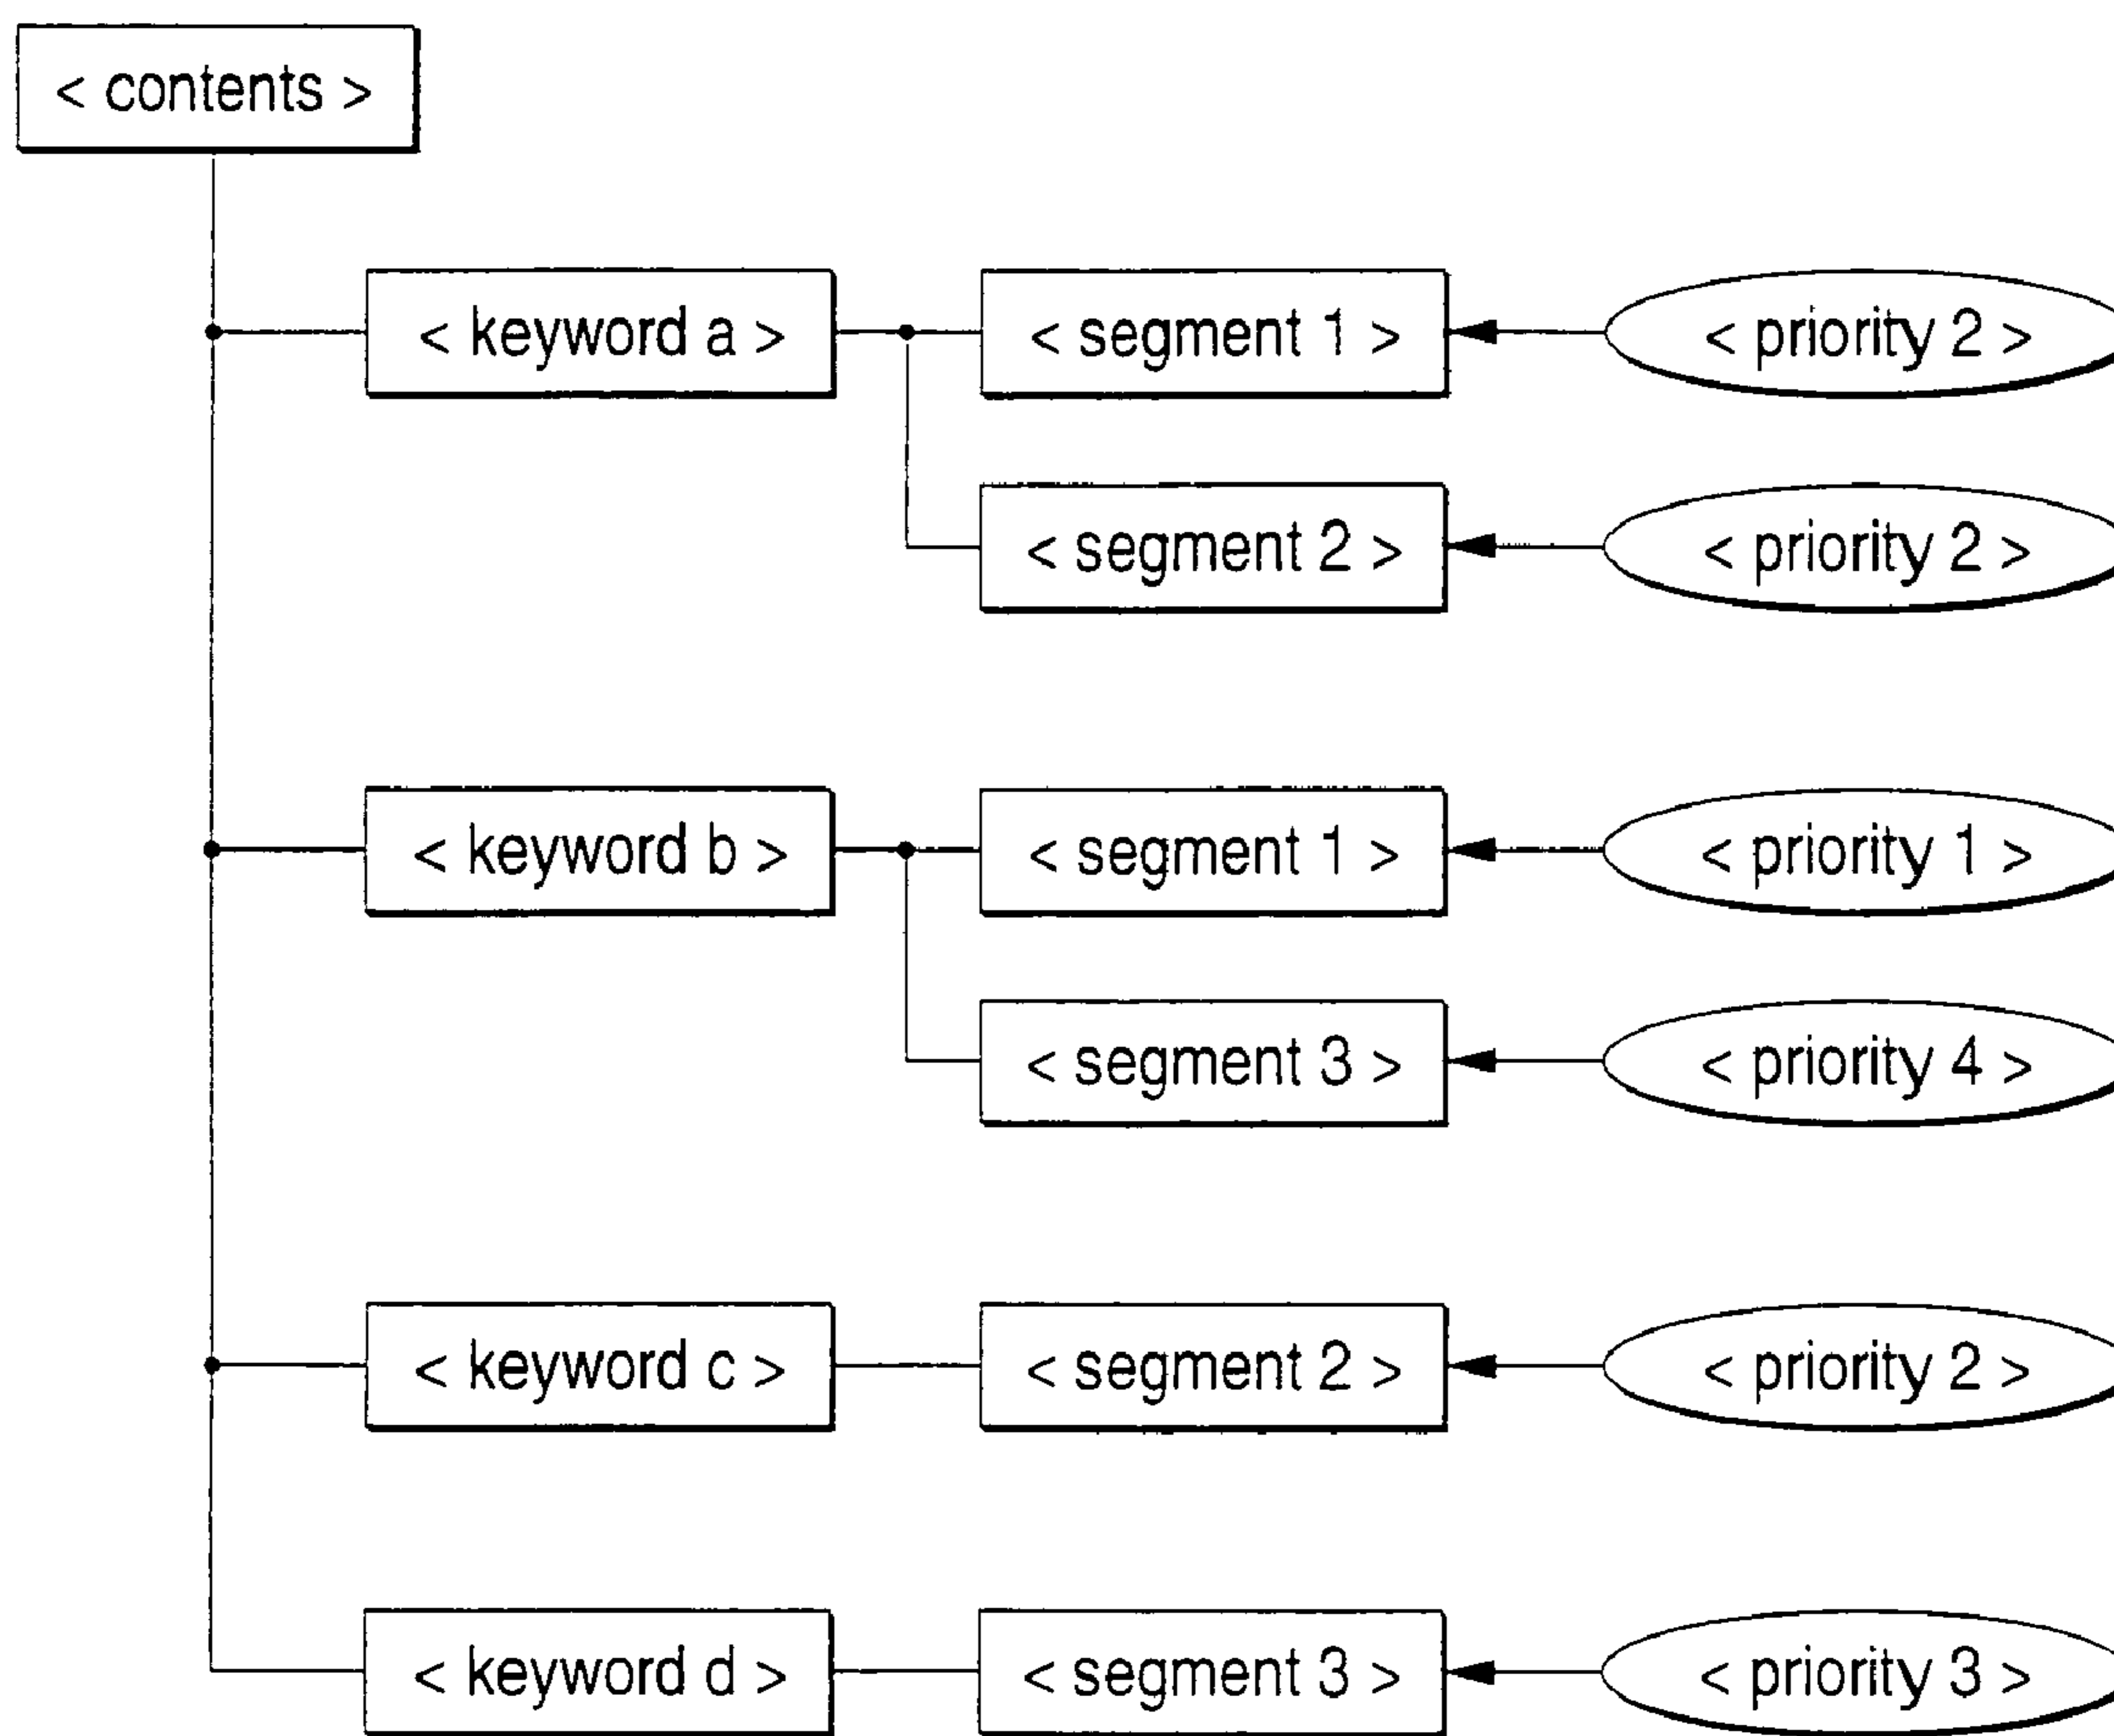 < contents >
< keyword a > < segment 1 > < priority 2 >
< segment 2 > < priority 2 >
< keyword b > < segment 1 > < priority 1 >
< segment 3 > < priority 4 >
< keyword c > < segment 2 > < priority 2 >
< keyword d > < segment 3 > < priority 3 >